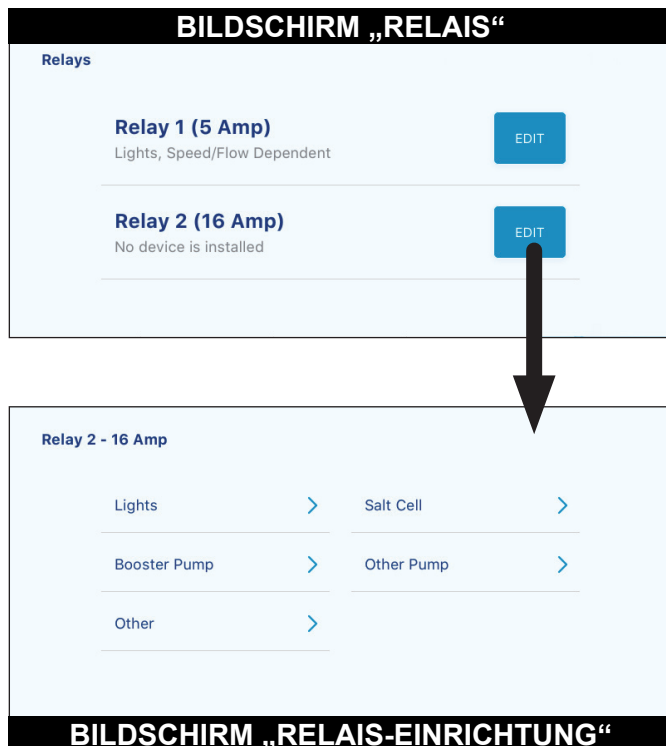 BILDSCHIRM „RELAIS“
Relays
Relay 1 (5 Amp)
Lights, Speed/Flow Dependent
EDIT
Relay 2 (16 Amp)
No device is installed
EDIT
Relay 2 - 16 Amp
Lights
Salt Cell
Booster Pump
Other Pump
Other
BILDSCHIRM „RELAIS-EINRICHTUNG“